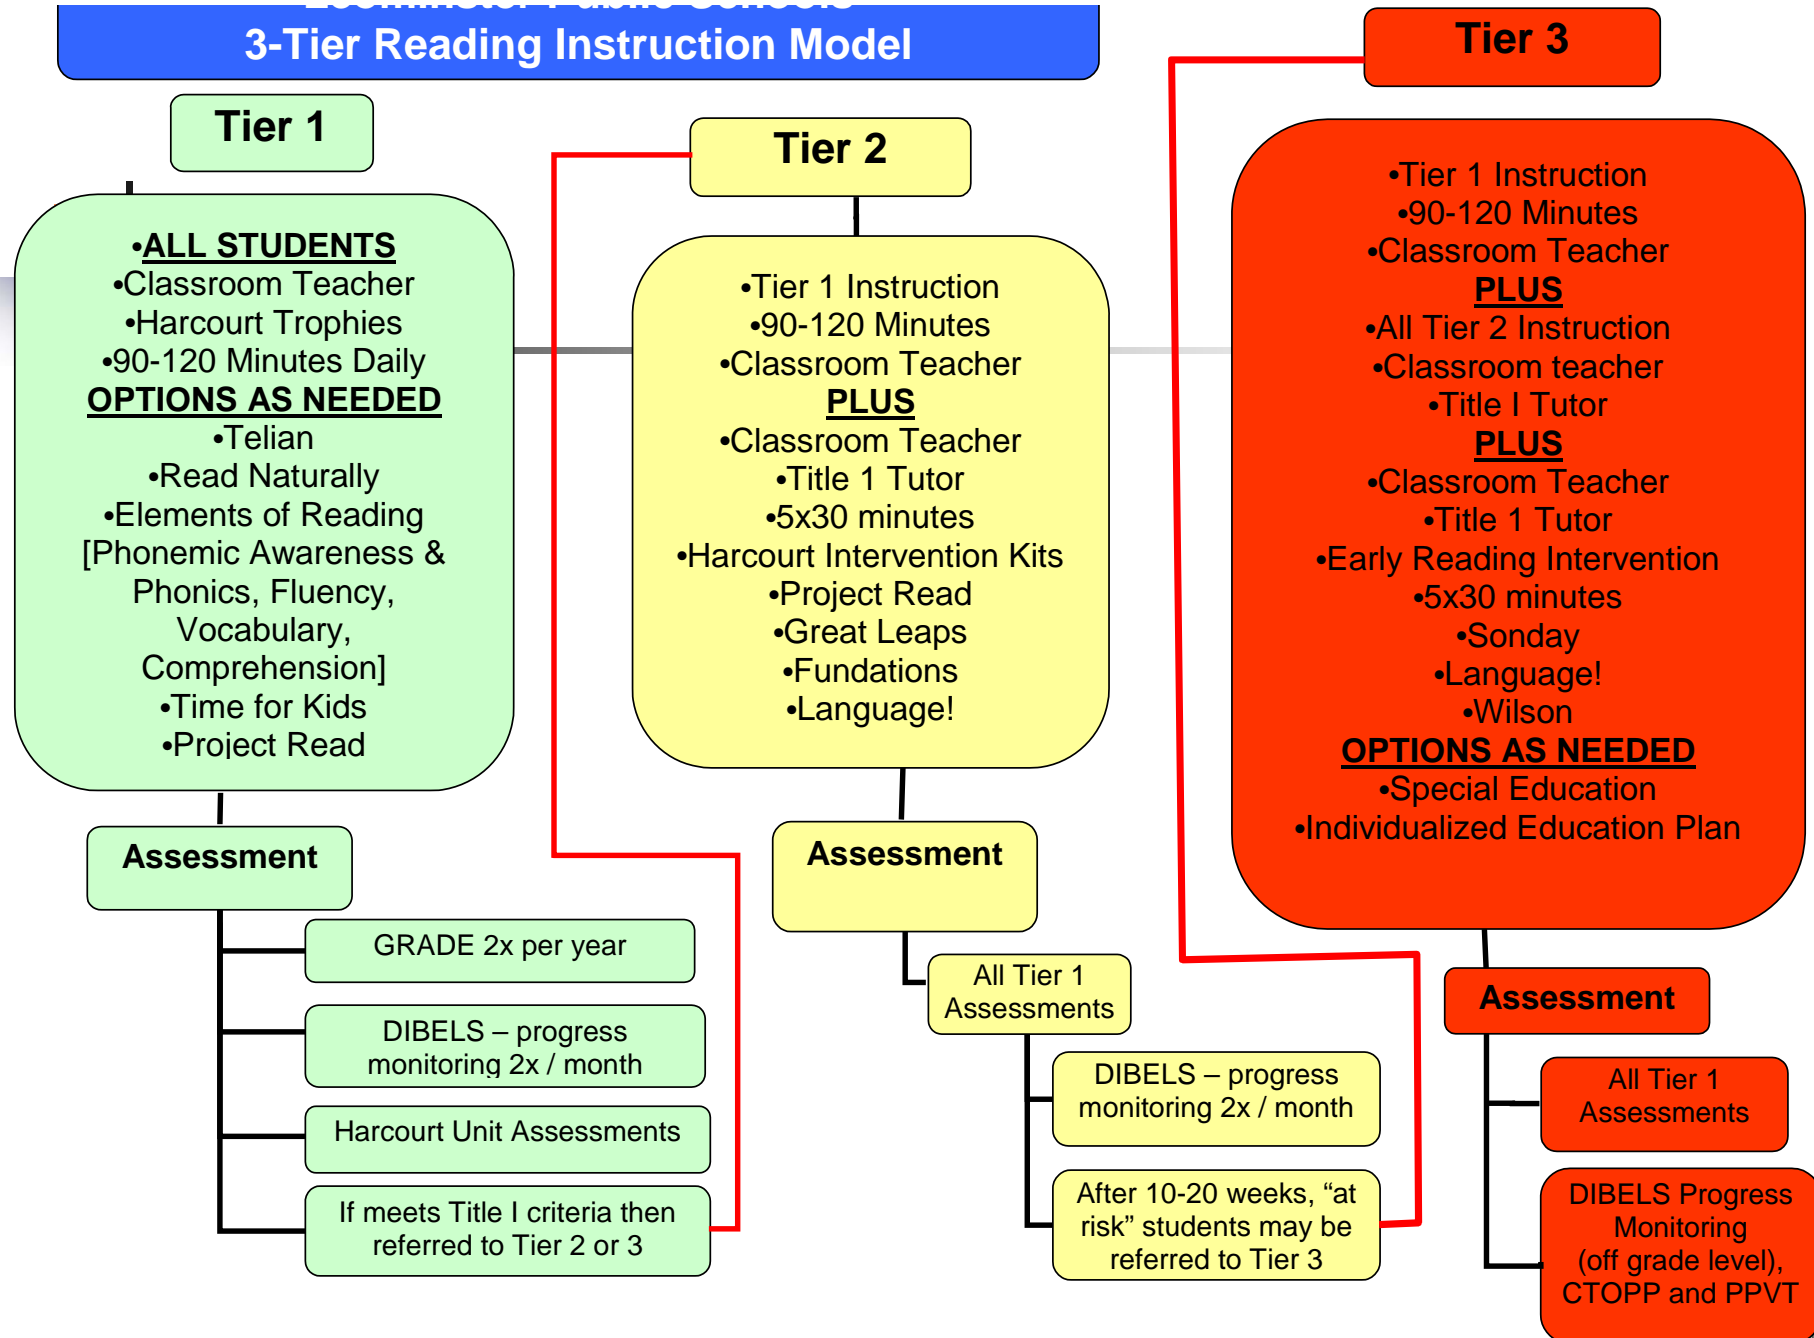 Leominster Public Schools
3-Tier Reading Instruction Model
Tier 1
•ALL STUDENTS
•Classroom Teacher
•Harcourt Trophies
•90-120 Minutes Daily
OPTIONS AS NEEDED
•Telian
•Read Naturally
•Elements of Reading
[Phonemic Awareness &
Phonics, Fluency,
Vocabulary,
Comprehension]
•Time for Kids
•Project Read
Assessment
GRADE 2x per year
DIBELS – progress
monitoring 2x / month
Harcourt Unit Assessments
If meets Title I criteria then
referred to Tier 2 or 3
Tier 2
•Tier 1 Instruction
•90-120 Minutes
•Classroom Teacher
PLUS
•Classroom Teacher
•Title 1 Tutor
•5x30 minutes
•Harcourt Intervention Kits
•Project Read
•Great Leaps
•Fundations
•Language!
Assessment
All Tier 1
Assessments
DIBELS – progress
monitoring 2x / month
After 10-20 weeks, “at
risk” students may be
referred to Tier 3
Tier 3
•Tier 1 Instruction
•90-120 Minutes
•Classroom Teacher
PLUS
•All Tier 2 Instruction
•Classroom teacher
•Title I Tutor
PLUS
•Classroom Teacher
•Title 1 Tutor
•Early Reading Intervention
•5x30 minutes
•Sonday
•Language!
•Wilson
OPTIONS AS NEEDED
•Special Education
•Individualized Education Plan
Assessment
All Tier 1
Assessments
DIBELS Progress
Monitoring
(off grade level),
CTOPP and PPVT